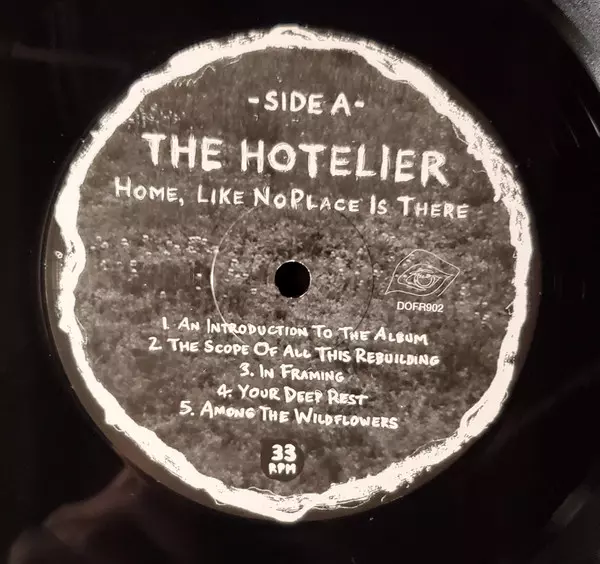 -SIDE A-
THE HOTELIER
HOME, LIKE NOPLACE IS THERE
DOFR902
1. AN INTRODUCTION TO THE ALBUM
2. THE SCOPE OF ALL THIS REBUILDING
3. IN FRAMING
4. YOUR DEEP REST
5. AMONG THE WILDFLOWERS
33
RPM